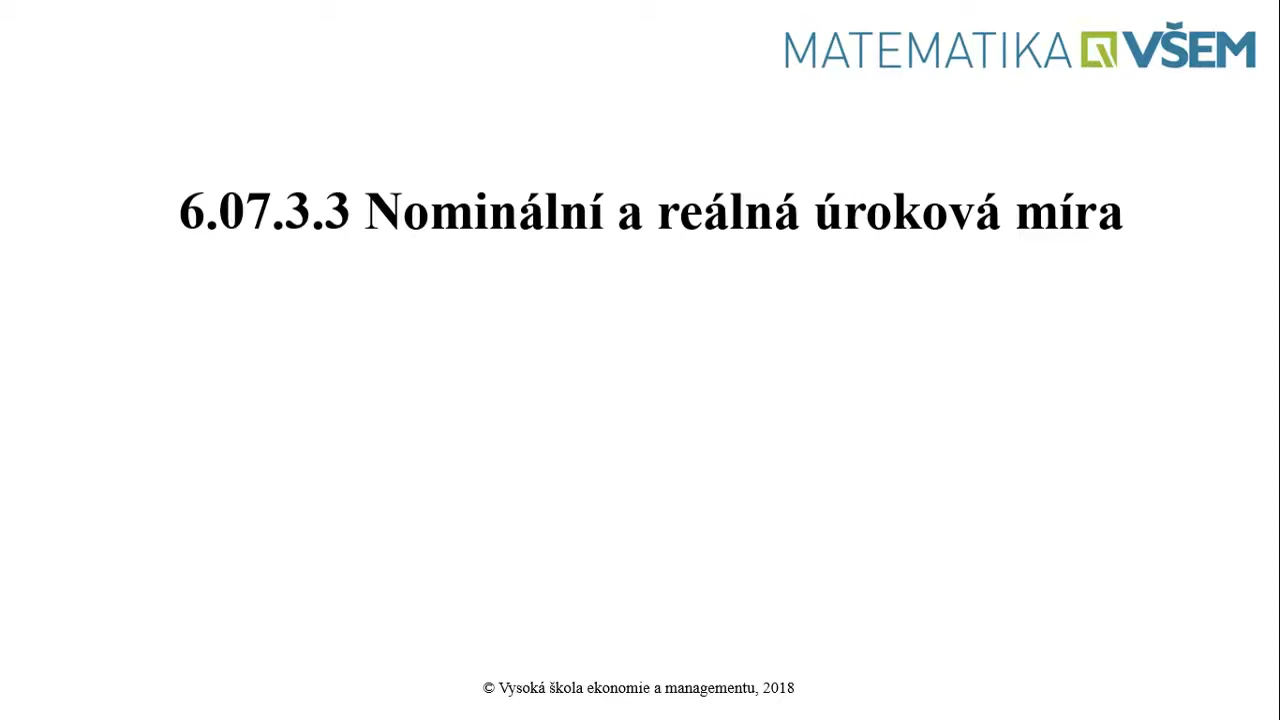 MATEMATIKA VŠEM
6.07.3.3 Nominální a reálná úroková míra
© Vysoká škola ekonomie a managementu, 2018